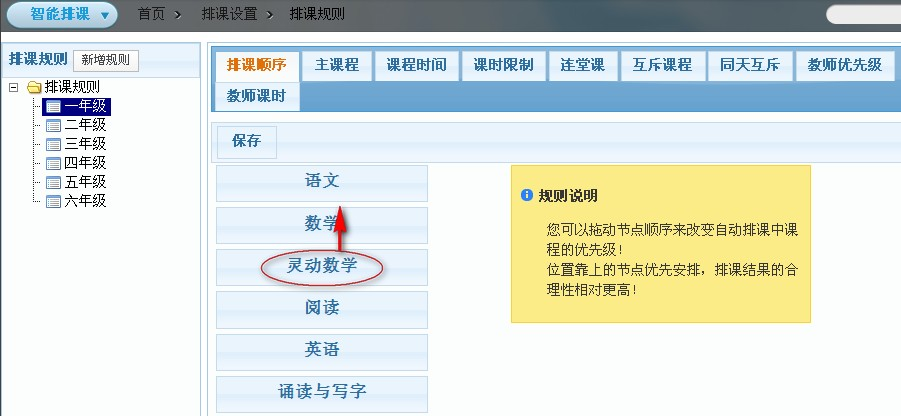 智能排课 首页 排课设置 排课规则
排课规则 新增规则
排课规则
一年级
二年级
三年级
四年级
五年级
六年级
排课顺序 主课程 课程时间 课时限制 连堂课 互斥课程 同天互斥 教师优先级
教师课时
保存
语文
数学
灵动数学
阅读
英语
诵读与写字
规则说明
您可以拖动节点顺序来改变自动排课中课
程的优先级!
位置靠上的节点优先安排，排课结果的合
理性相对更高!